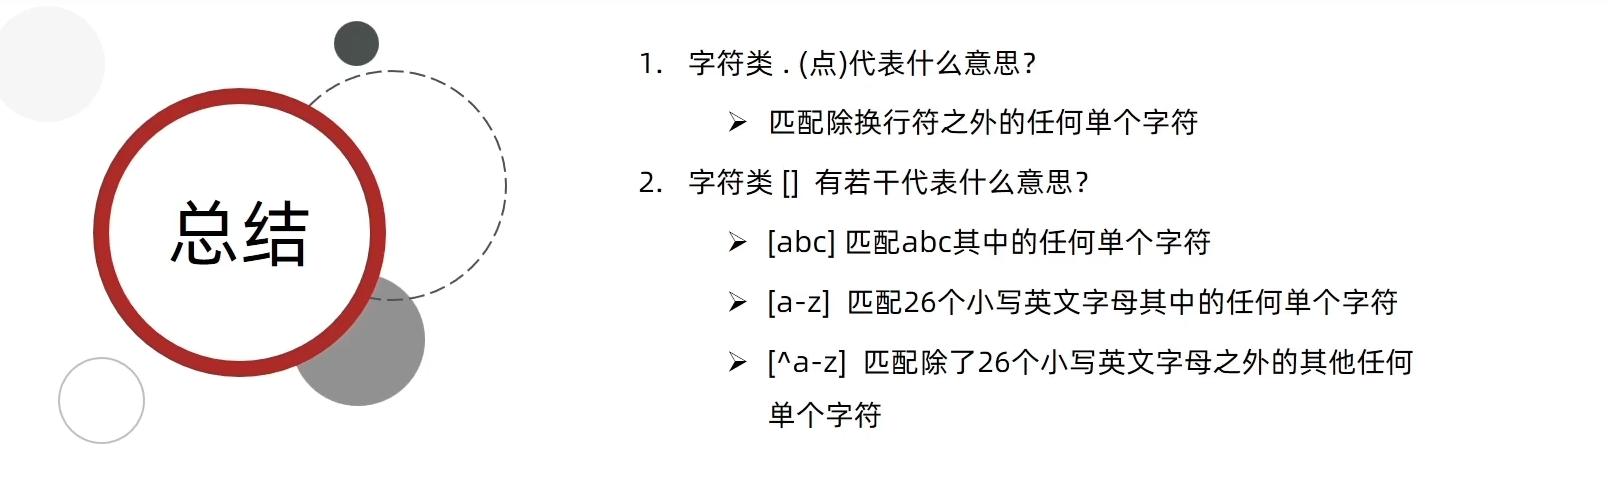 总结
1. 字符类 . (点)代表什么意思?
➢ 匹配除换行符之外的任何单个字符
2. 字符类 [] 有若干代表什么意思?
➢ [abc] 匹配abc其中的任何单个字符
➢ [a-z] 匹配26个小写英文字母其中的任何单个字符
➢ [^a-z] 匹配除了26个小写英文字母之外的其他任何
单个字符